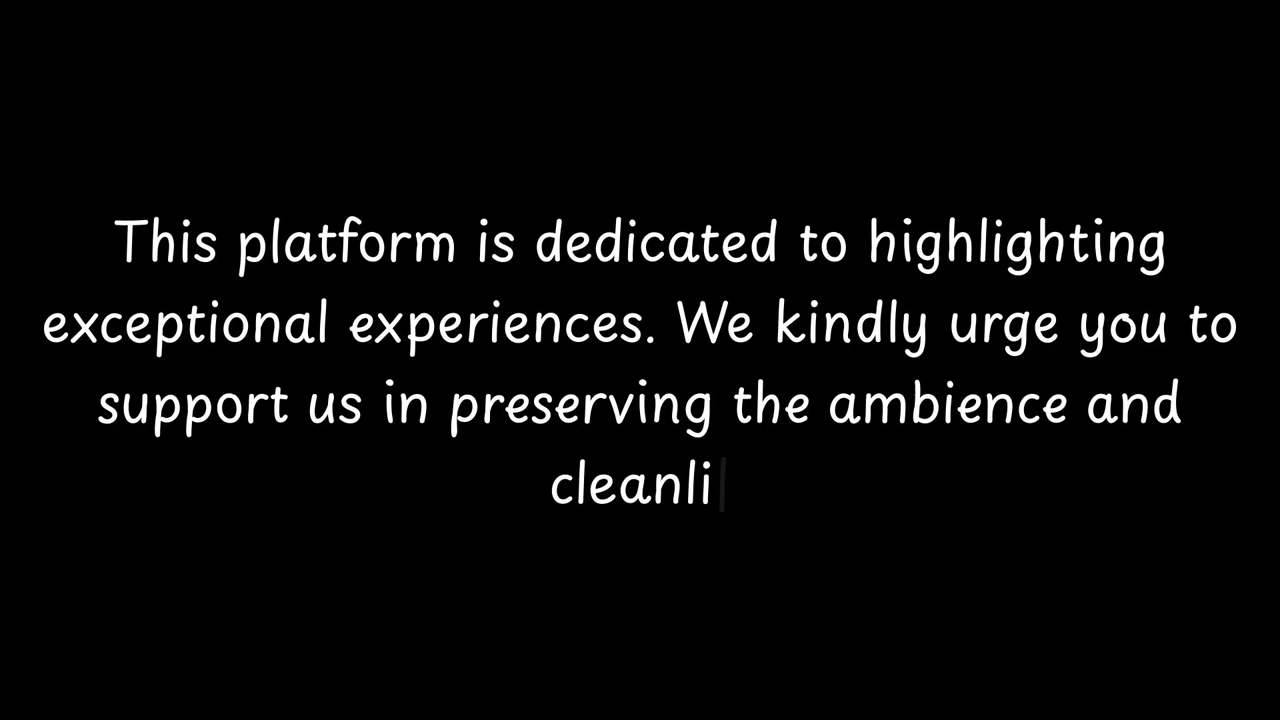 This platform is dedicated to highlighting
exceptional experiences. We kindly urge you to
support us in preserving the ambience and
cleanli